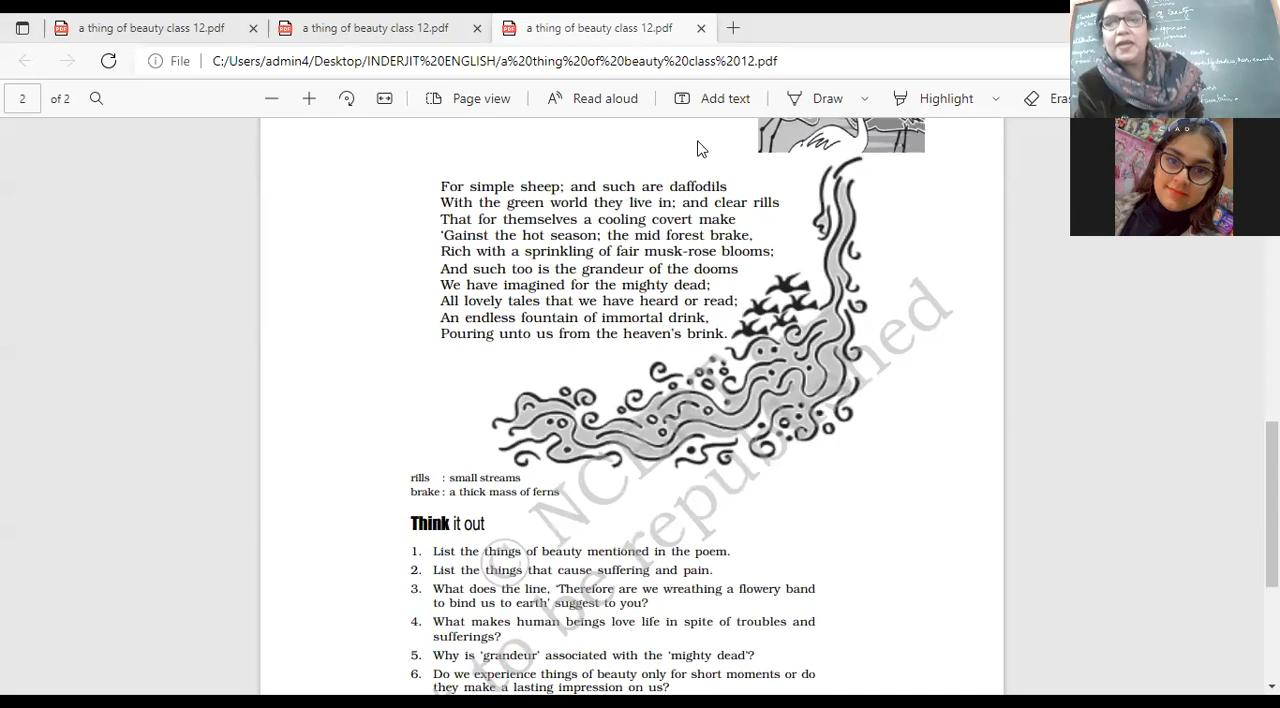 a thing of beauty class 12.pdf
a thing of beauty class 12.pdf
a thing of beauty class 12.pdf
File C:/Users/admin4/Desktop/INDERJIT%20ENGLISH/a%20thing%20of%20beauty%20class%2012.pdf
2 of 2 Page view Read aloud Add text Draw Highlight Eras
For simple sheep; and such are daffodils
With the green world they live in; and clear rills
That for themselves a cooling covert make
‘Gainst the hot season; the mid forest brake,
Rich with a sprinkling of fair musk-rose blooms;
And such too is the grandeur of the dooms
We have imagined for the mighty dead;
All lovely tales that we have heard or read;
An endless fountain of immortal drink,
Pouring unto us from the heaven's brink.
rills : small streams
brake : a thick mass of ferns
Think it out
1. List the things of beauty mentioned in the poem.
2. List the things that cause suffering and pain.
3. What does the line, ‘Therefore are we wreathing a flowery band
to bind us to earth’ suggest to you?
4. What makes human beings love life in spite of troubles and
sufferings?
5. Why is ‘grandeur’ associated with the ‘mighty dead’?
6. Do we experience things of beauty only for short moments or do
they make a lasting impression on us?
to be republished